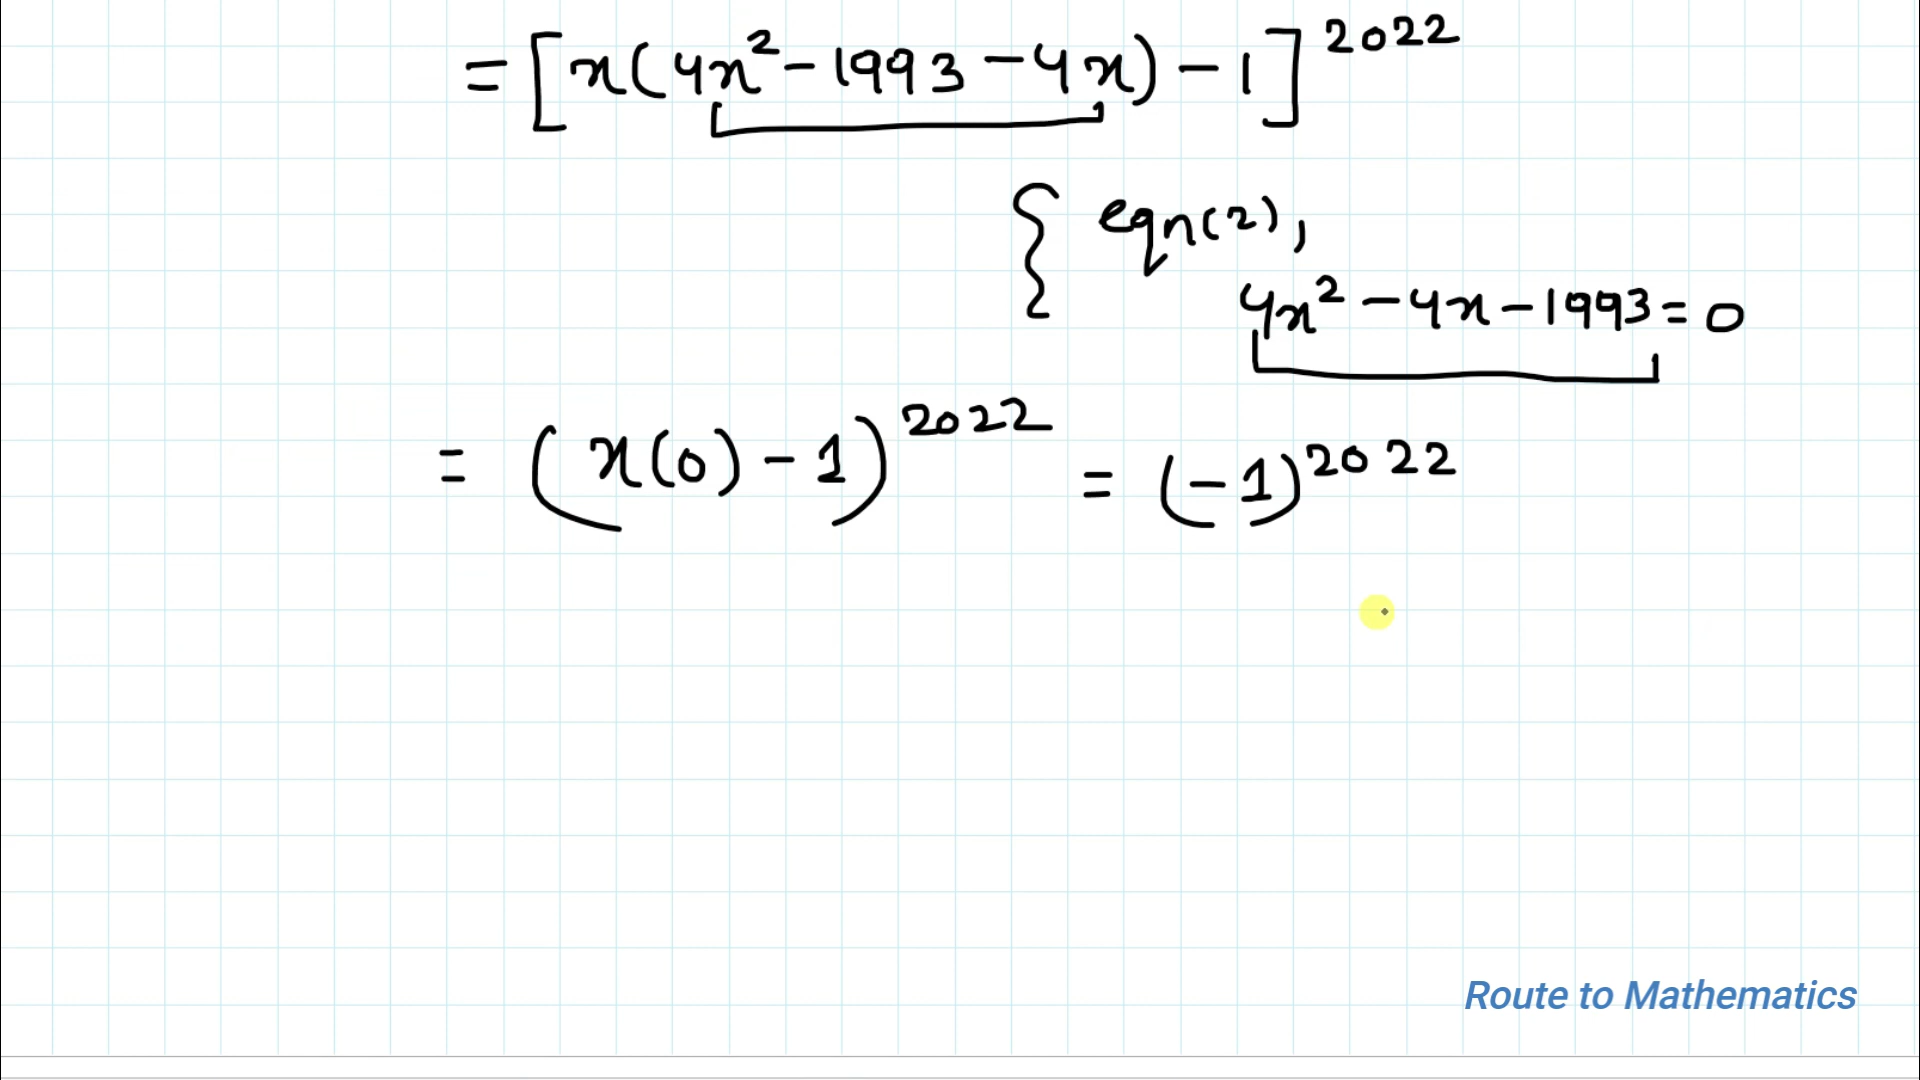 = [x(4x² - 1993 - 4x) - 1]²⁰²²
{ eqn(2),
4x² - 4x - 1993 = 0
= (x(0) - 1)²⁰²² = (-1)²⁰²²
Route to Mathematics